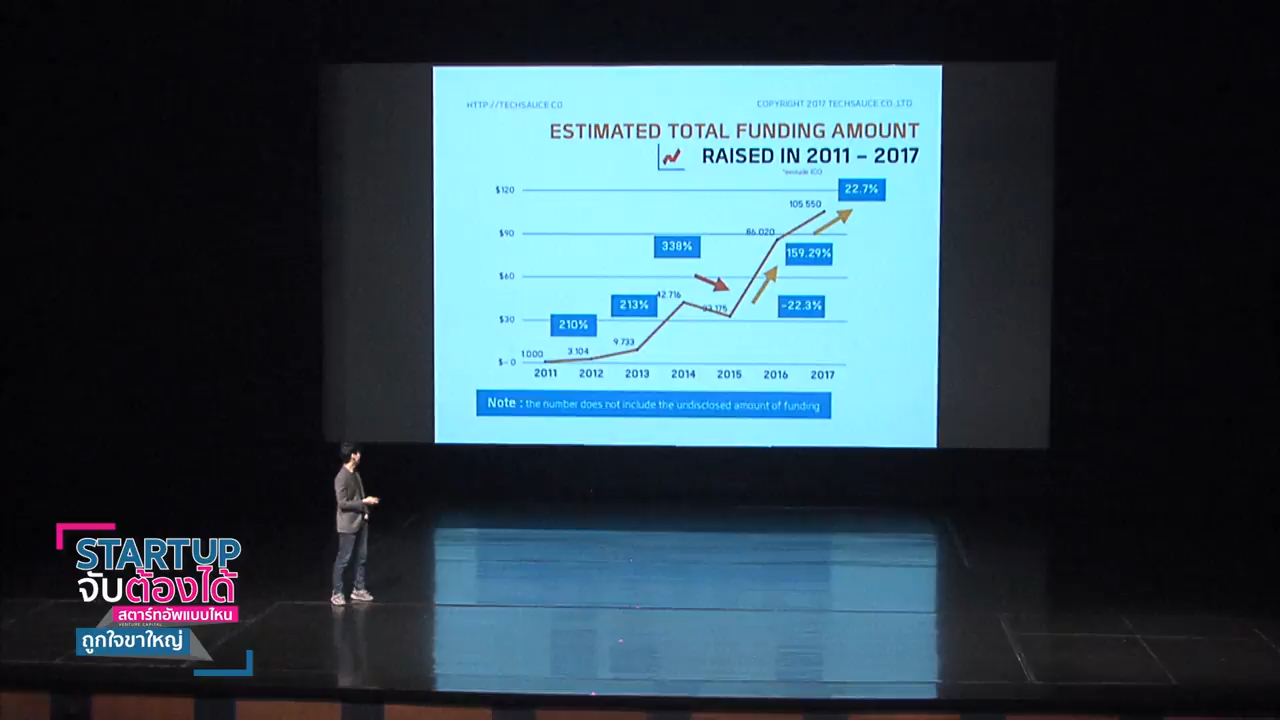 HTTP://TECHSAUCE.CO
COPYRIGHT 2017 TECHSAUCE CO.,LTD
ESTIMATED TOTAL FUNDING AMOUNT
RAISED IN 2011 – 2017
*exclude ICO
$120
$90
$60
$30
$- 0
22.7%
105.550
86.020
159.29%
338%
-22.3%
42.716
33.175
213%
210%
9.733
3.104
1.000
2011 2012 2013 2014 2015 2016 2017
Note : the number does not include the undisclosed amount of funding
STARTUP
จับต้องได้
สตาร์ทอัพแบบไหน
VENTURE CAPITAL
ถูกใจขาใหญ่